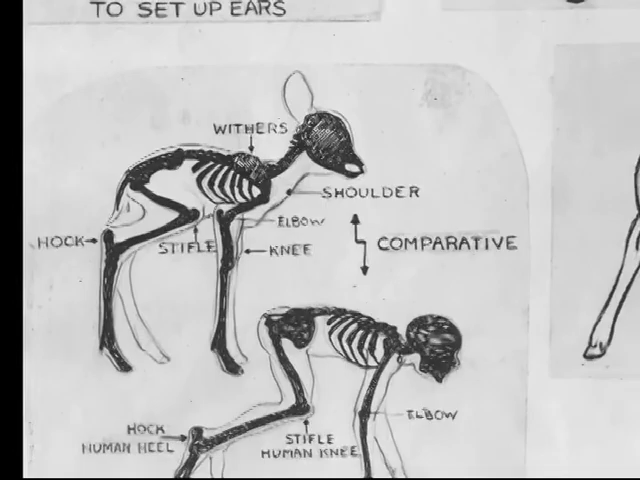 TO SET UP EARS
WITHERS
SHOULDER
ELBOW
HOCK
STIFLE
KNEE
COMPARATIVE
ELBOW
HOCK
HUMAN HEEL
STIFLE
HUMAN KNEE